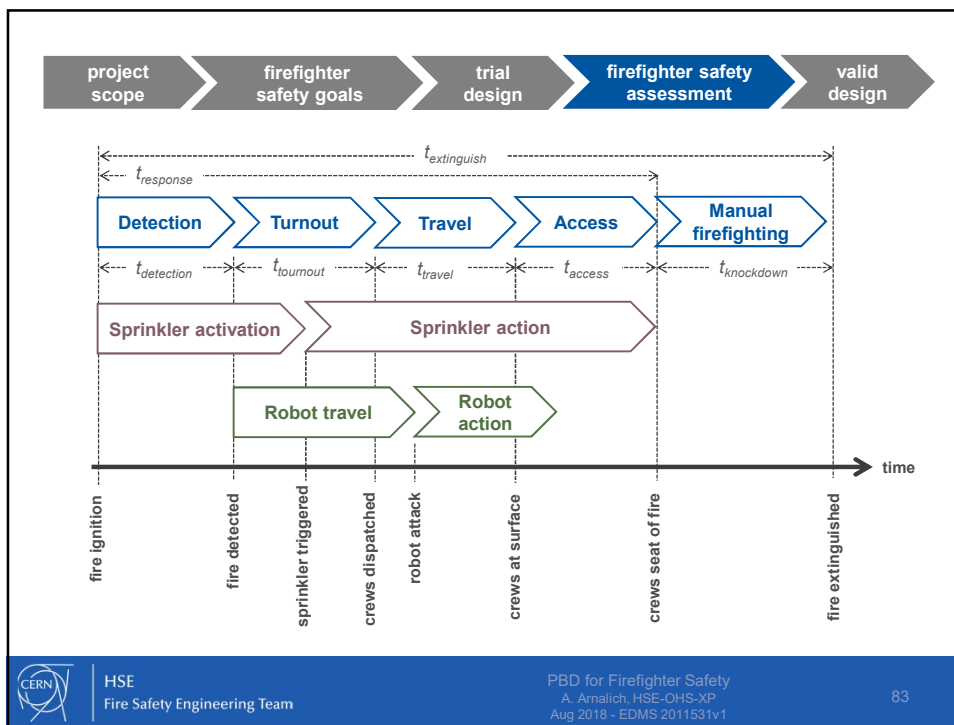 project
scope
firefighter
safety goals
trial
design
firefighter safety
assessment
valid
design
t_extinguish
t_response
Detection
Turnout
Travel
Access
Manual
firefighting
t_detection
t_tournout
t_travel
t_access
t_knockdown
Sprinkler activation
Sprinkler action
Robot travel
Robot
action
time
fire ignition
fire detected
sprinkler triggered
crews dispatched
robot attack
crews at surface
crews seat of fire
fire extinguished
CERN
HSE
Fire Safety Engineering Team
PBD for Firefighter Safety
A. Arnalich, HSE-OHS-XP
Aug 2018 - EDMS 2011531v1
83